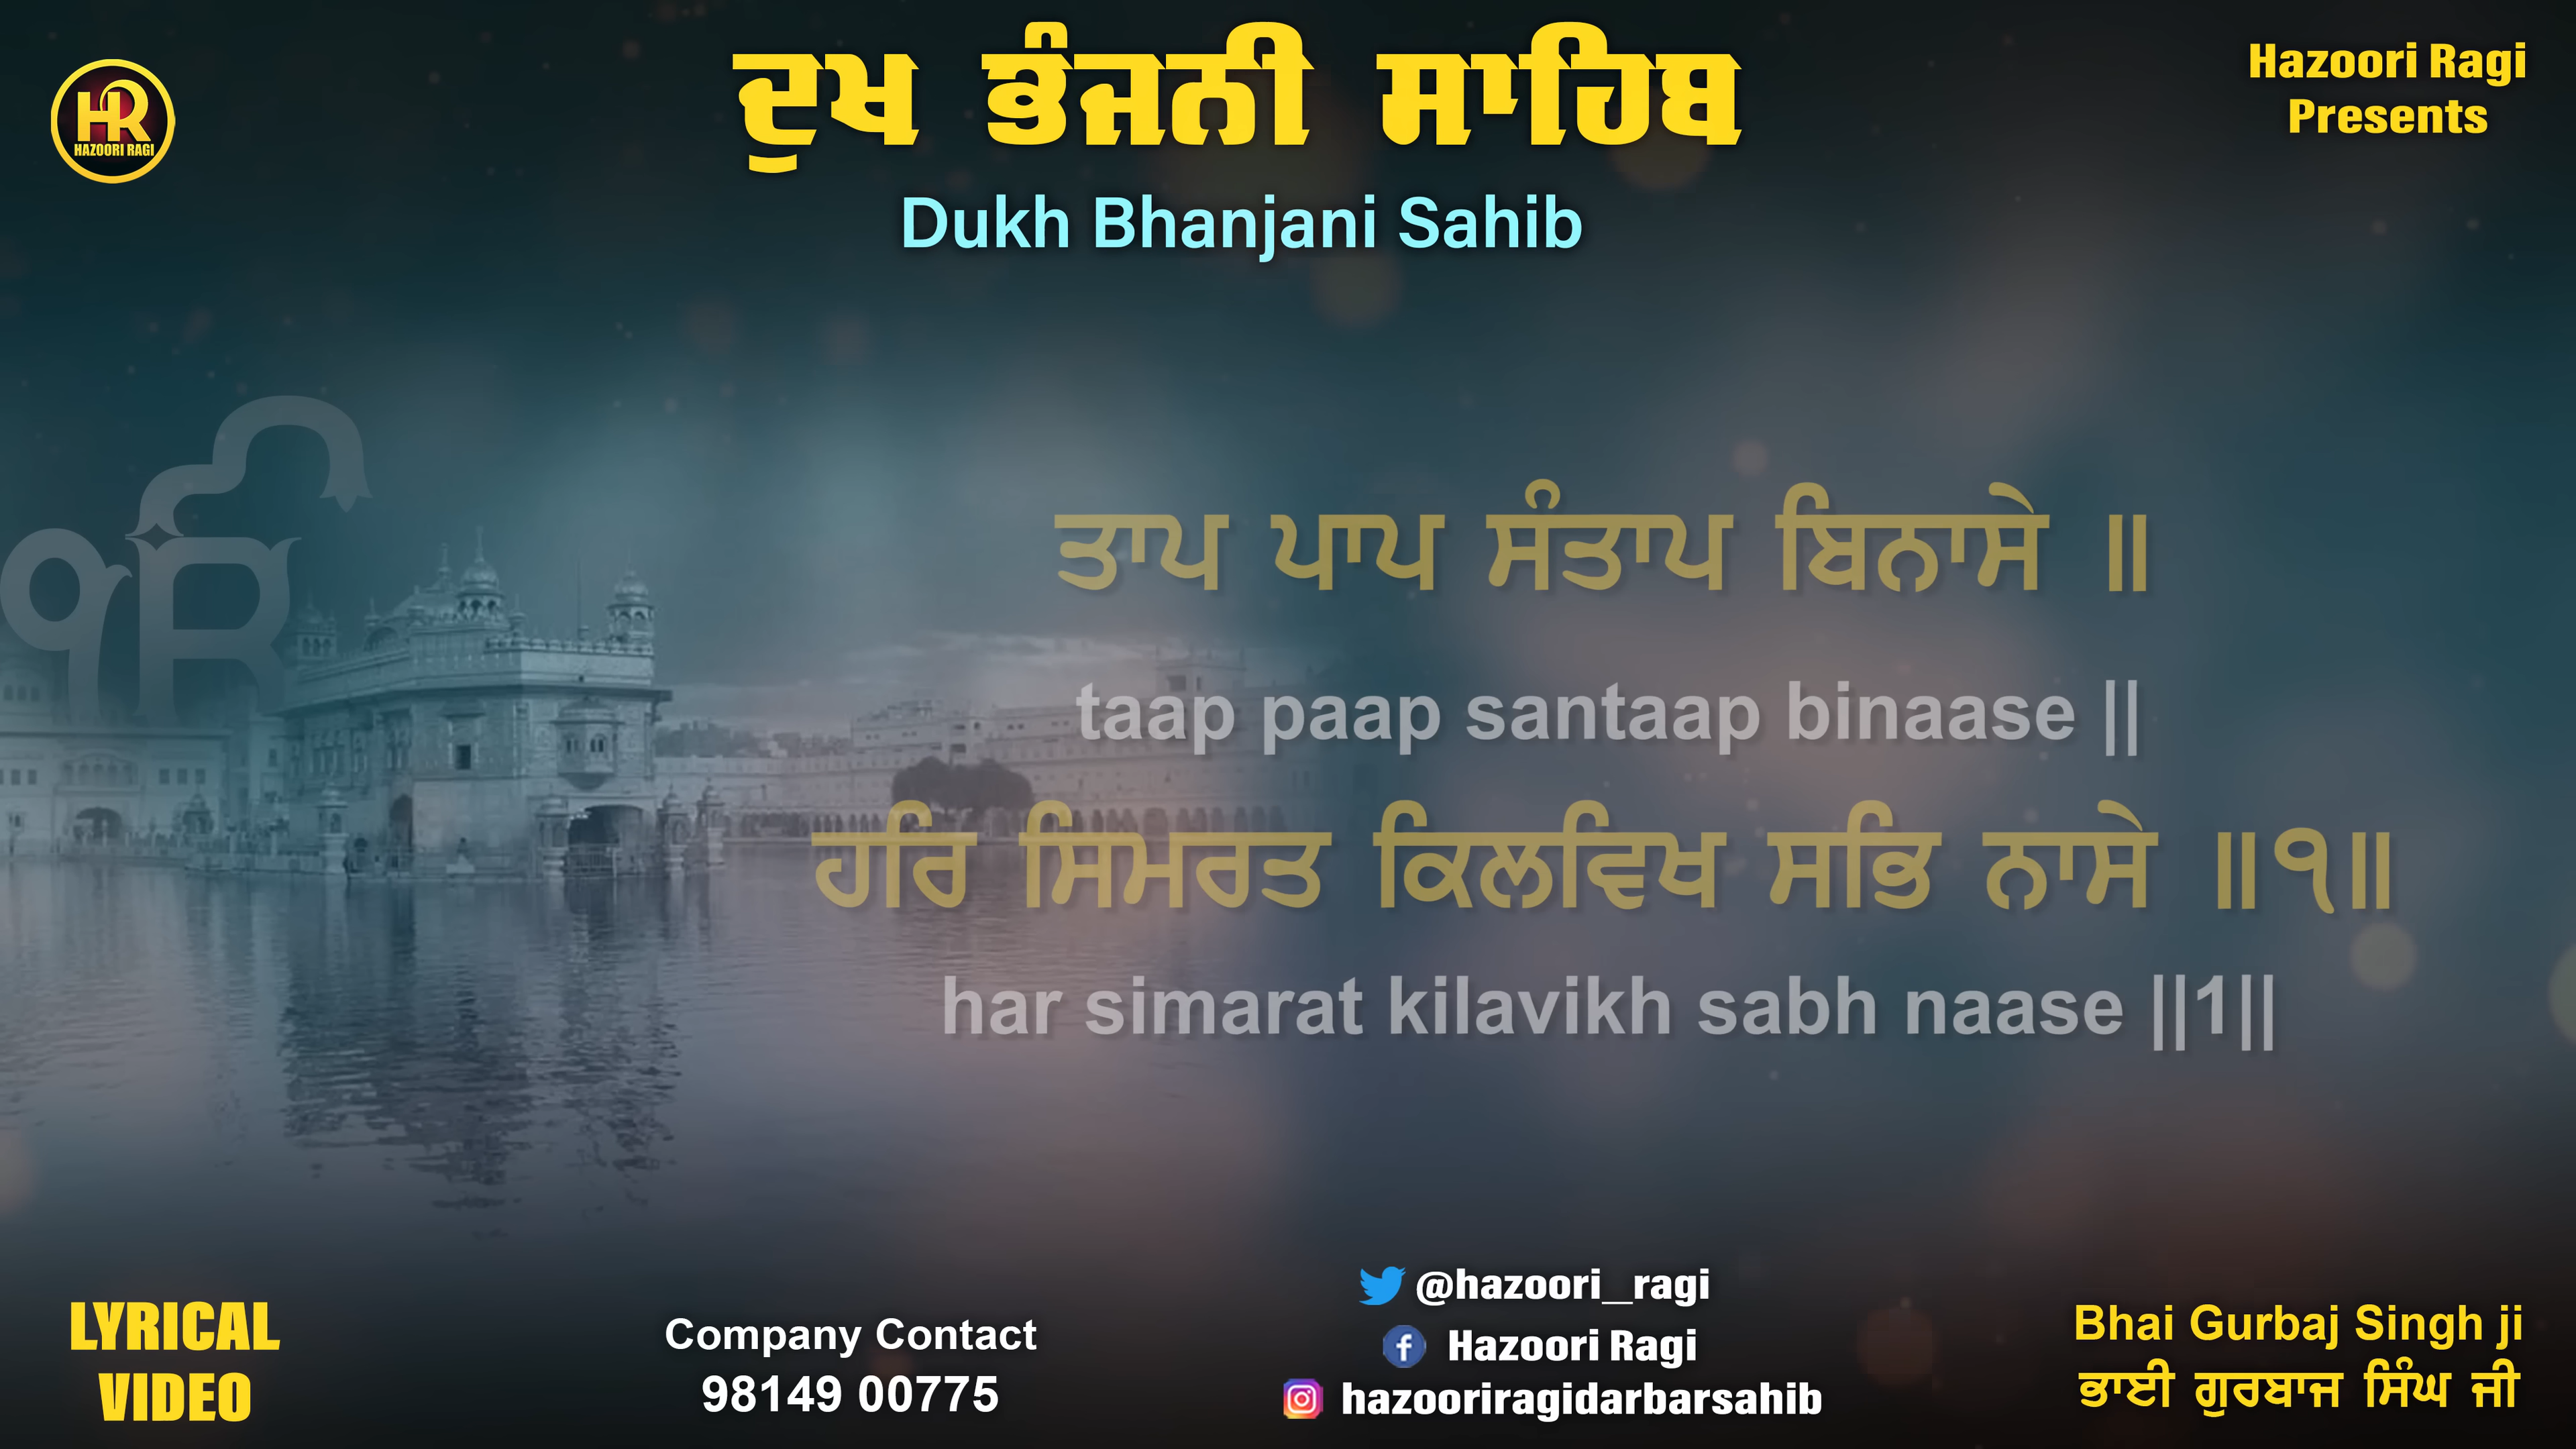 HR
HAZOORI RAGI
ਦੁਖ ਭੰਜਨੀ ਸਾਹਿਬ
Dukh Bhanjani Sahib
Hazoori Ragi
Presents
ੴ
ਤਾਪ ਪਾਪ ਸੰਤਾਪ ਬਿਨਾਸੇ ॥
taap paap santaap binaase ||
ਹਰਿ ਸਿਮਰਤ ਕਿਲਵਿਖ ਸਭਿ ਨਾਸੇ ॥੧॥
har simarat kilavikh sabh naase ||1||
LYRICAL
VIDEO
Company Contact
98149 00775
@hazoori_ragi
Hazoori Ragi
hazooriragidarbarsahib
Bhai Gurbaj Singh ji
ਭਾਈ ਗੁਰਬਾਜ ਸਿੰਘ ਜੀ